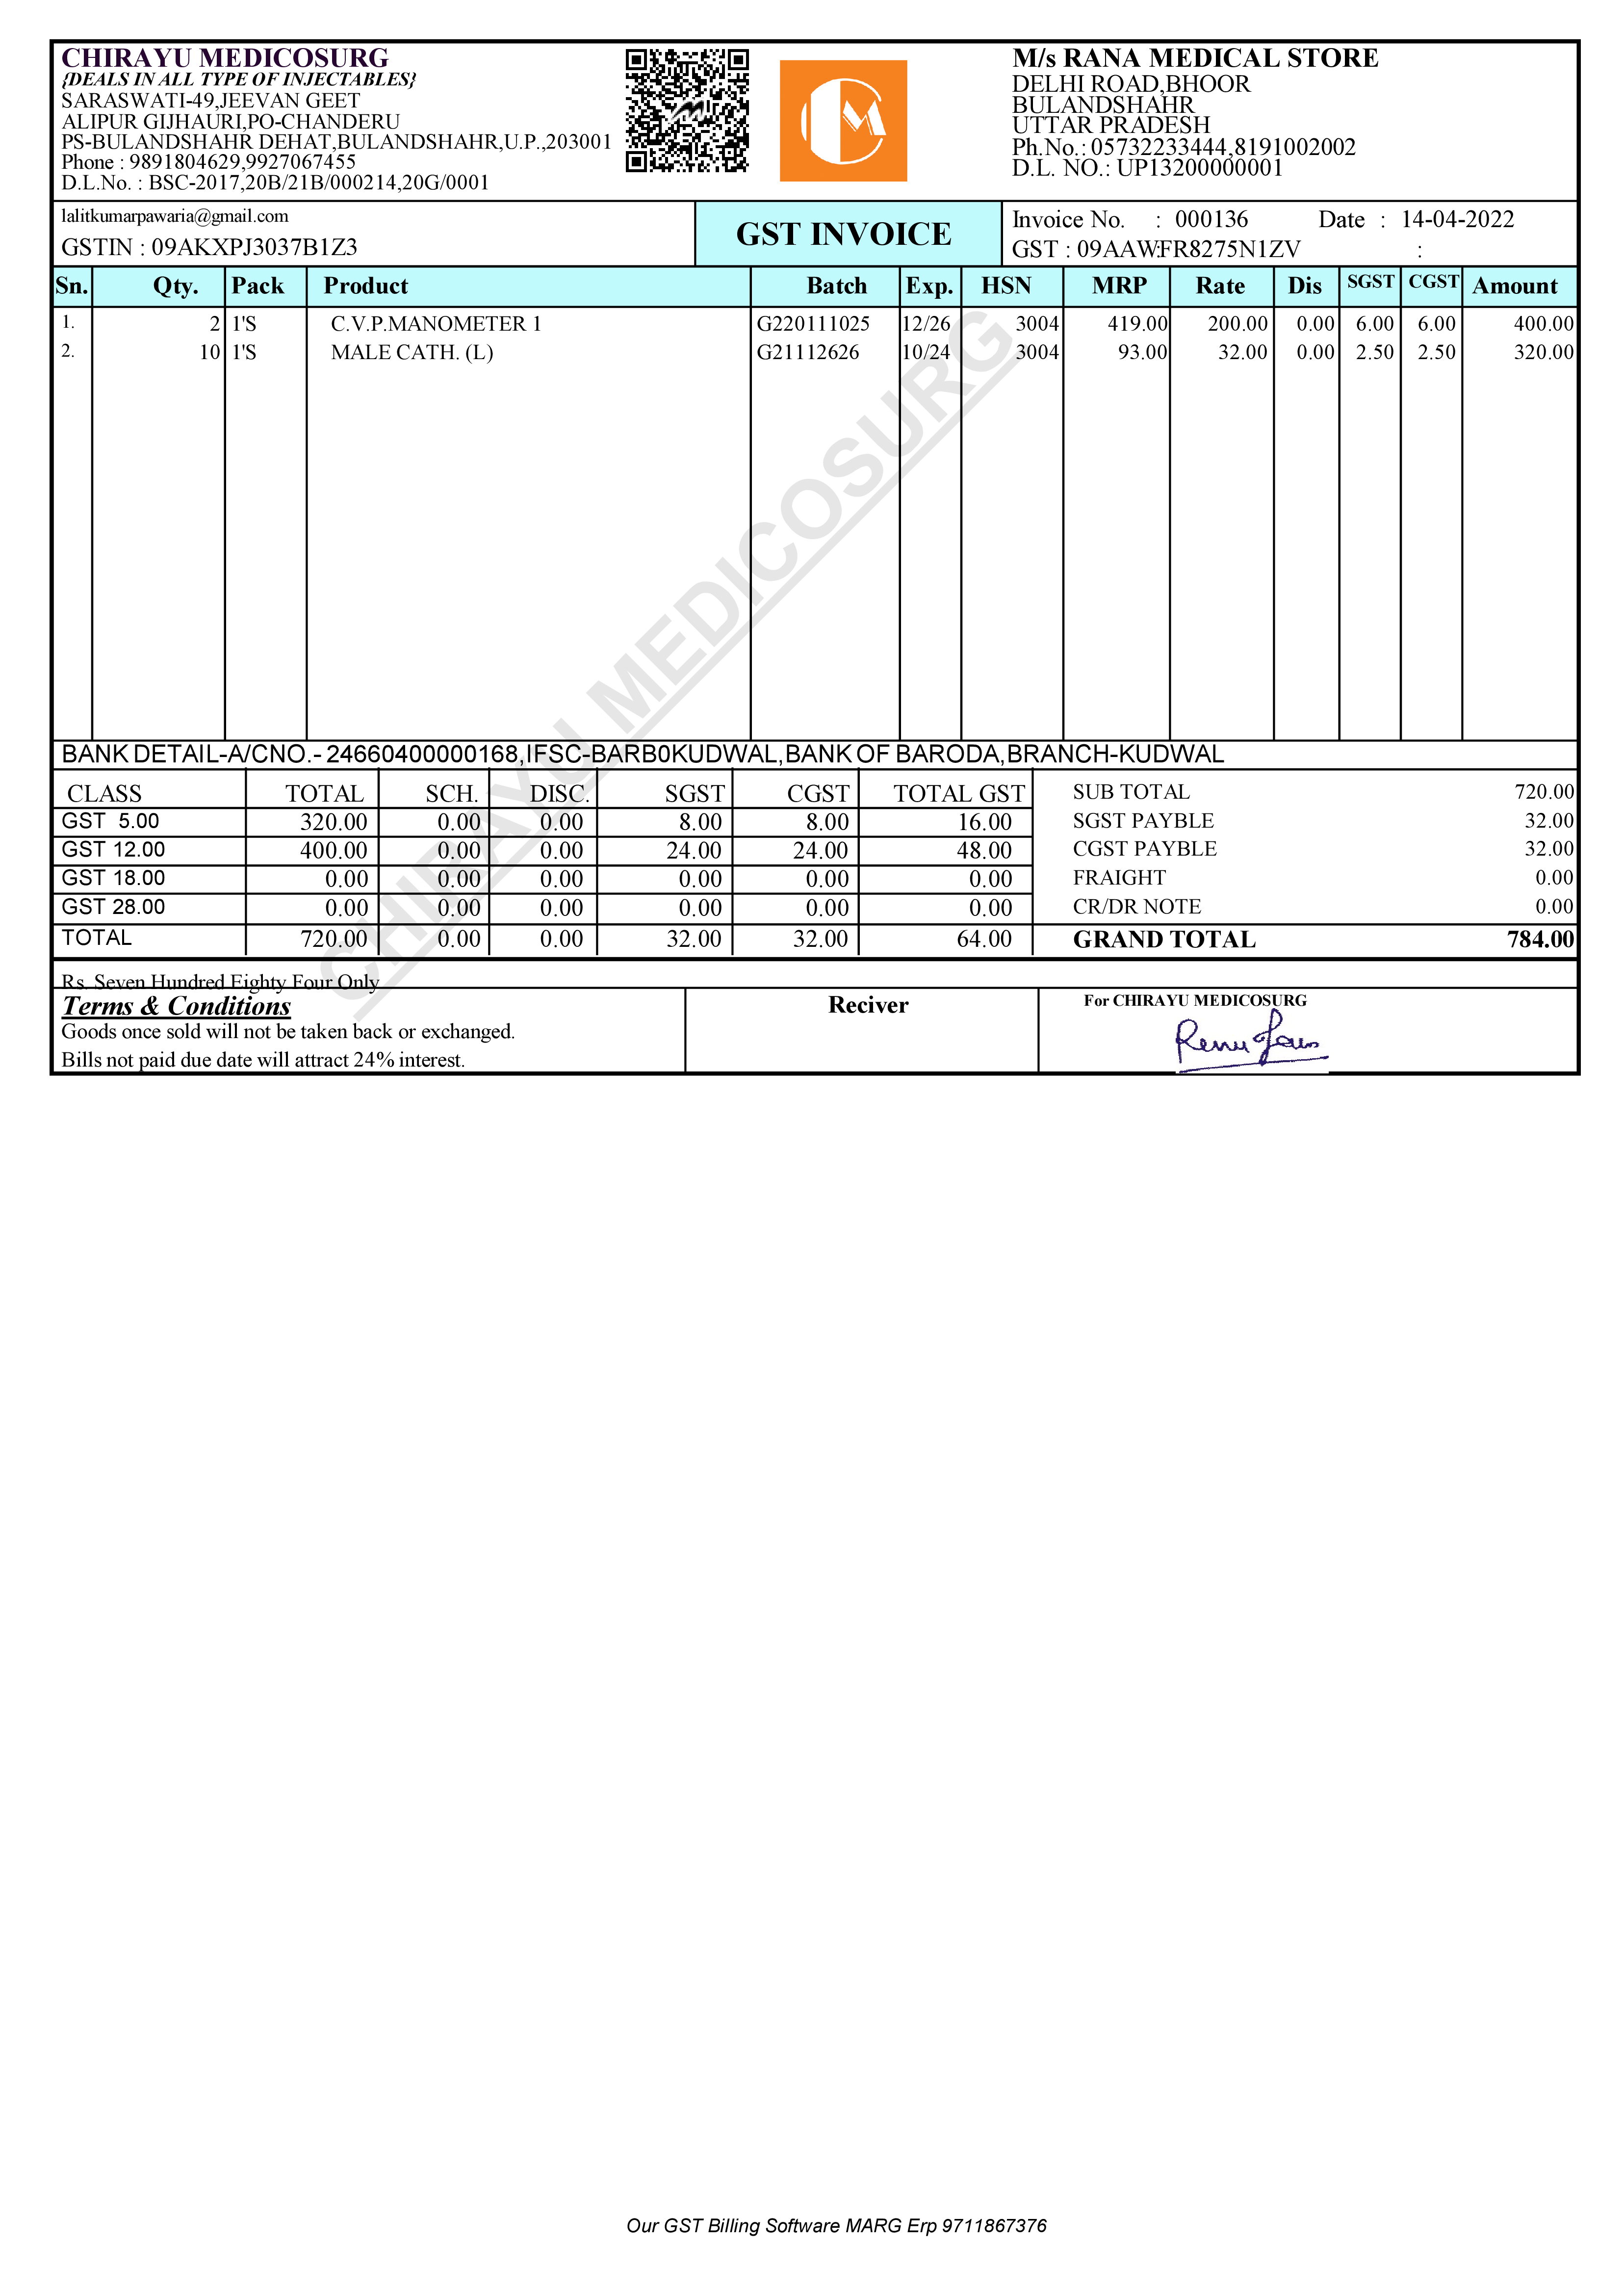 CHIRAYU MEDICOSURG
{DEALS IN ALL TYPE OF INJECTABLES}
SARASWATI-49,JEEVAN GEET
ALIPUR GIJHAURI,PO-CHANDERU
PS-BULANDSHAHR DEHAT,BULANDSHAHR,U.P.,203001
Phone : 9891804629,9927067455
D.L.No. : BSC-2017,20B/21B/000214,20G/0001
M/s RANA MEDICAL STORE
DELHI ROAD,BHOOR
BULANDSHAHR
UTTAR PRADESH
Ph.No.: 05732233444,8191002002
D.L. NO.: UP13200000001
lalitkumarpawaria@gmail.com
GSTIN : 09AKXPJ3037B1Z3
GST INVOICE
Invoice No. : 000136 Date : 14-04-2022
GST : 09AAWFR8275N1ZV :
Sn. Qty. Pack Product Batch Exp. HSN MRP Rate Dis SGST CGST Amount
1. 2 1'S C.V.P.MANOMETER 1 G220111025 12/26 3004 419.00 200.00 0.00 6.00 6.00 400.00
2. 10 1'S MALE CATH. (L) G21112626 10/24 3004 93.00 32.00 0.00 2.50 2.50 320.00
CHIRAYU MEDICOSURG
BANK DETAIL-A/CNO.- 24660400000168,IFSC-BARB0KUDWAL,BANK OF BARODA,BRANCH-KUDWAL
CLASS TOTAL SCH. DISC. SGST CGST TOTAL GST
GST 5.00 320.00 0.00 0.00 8.00 8.00 16.00
GST 12.00 400.00 0.00 0.00 24.00 24.00 48.00
GST 18.00 0.00 0.00 0.00 0.00 0.00 0.00
GST 28.00 0.00 0.00 0.00 0.00 0.00 0.00
TOTAL 720.00 0.00 0.00 32.00 32.00 64.00
SUB TOTAL 720.00
SGST PAYBLE 32.00
CGST PAYBLE 32.00
FRAIGHT 0.00
CR/DR NOTE 0.00
GRAND TOTAL 784.00
Rs. Seven Hundred Eighty Four Only
Terms & Conditions
Goods once sold will not be taken back or exchanged.
Bills not paid due date will attract 24% interest.
Reciver
For CHIRAYU MEDICOSURG
Renu Jain
Our GST Billing Software MARG Erp 9711867376